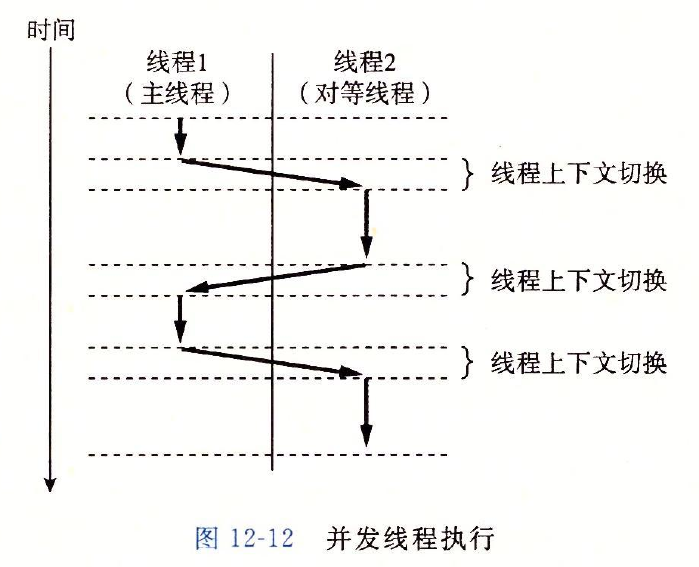 时间
线程1
（主线程）
线程2
（对等线程）
线程上下文切换
线程上下文切换
线程上下文切换
图 12-12 并发线程执行